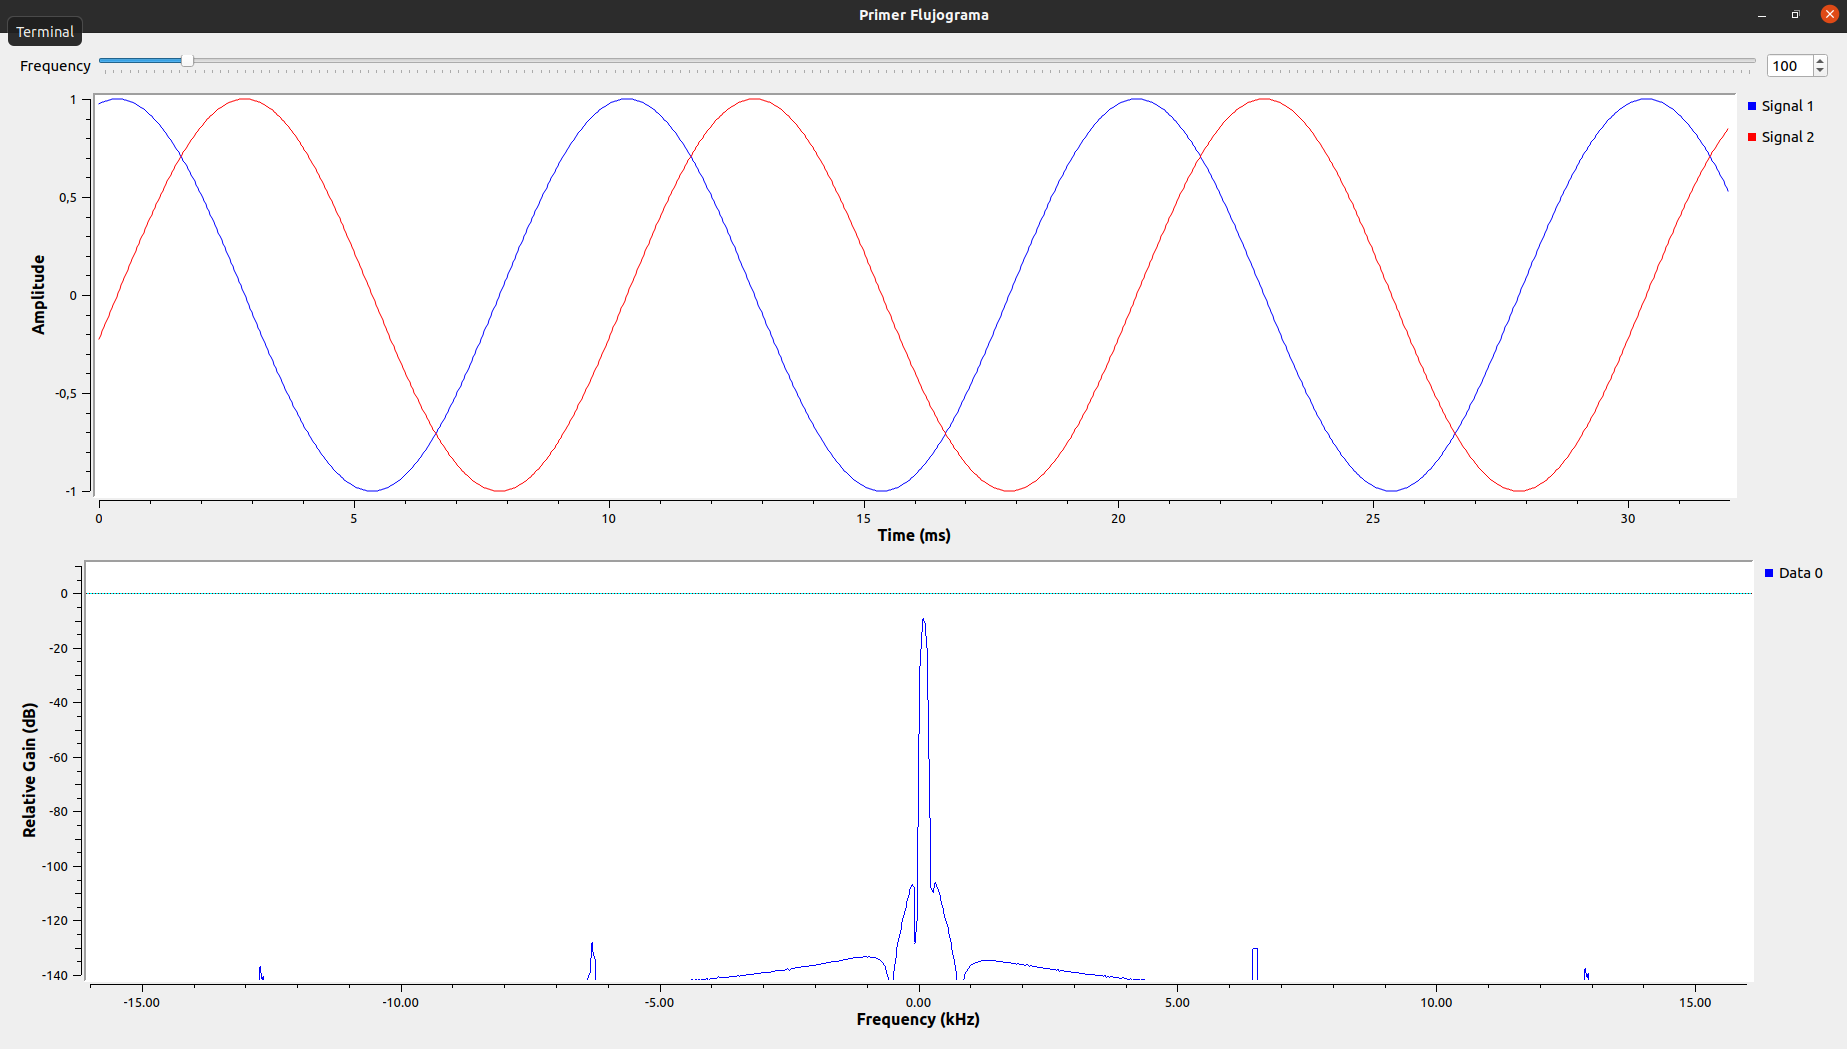 Primer Flujograma
Terminal
Frequency
100
1
0,5
0
-0,5
-1
Amplitude
0
5
10
15
20
25
30
Time (ms)
Signal 1
Signal 2
0
-20
-40
-60
-80
-100
-120
-140
Relative Gain (dB)
-15.00
-10.00
-5.00
0.00
5.00
10.00
15.00
Frequency (kHz)
Data 0